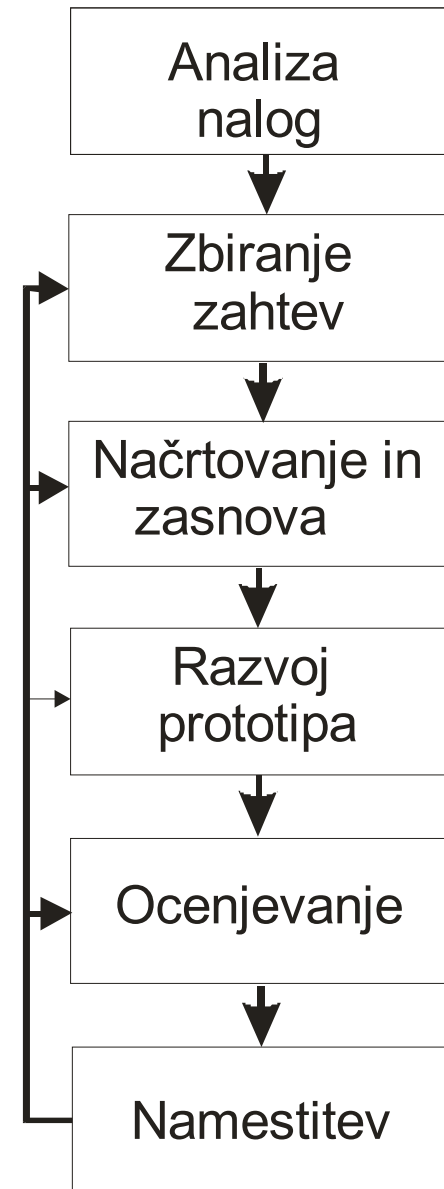 Analiza
nalog
Zbiranje
zahtev
Načrtovanje in
zasnova
Razvoj
prototipa
Ocenjevanje
Namestitev